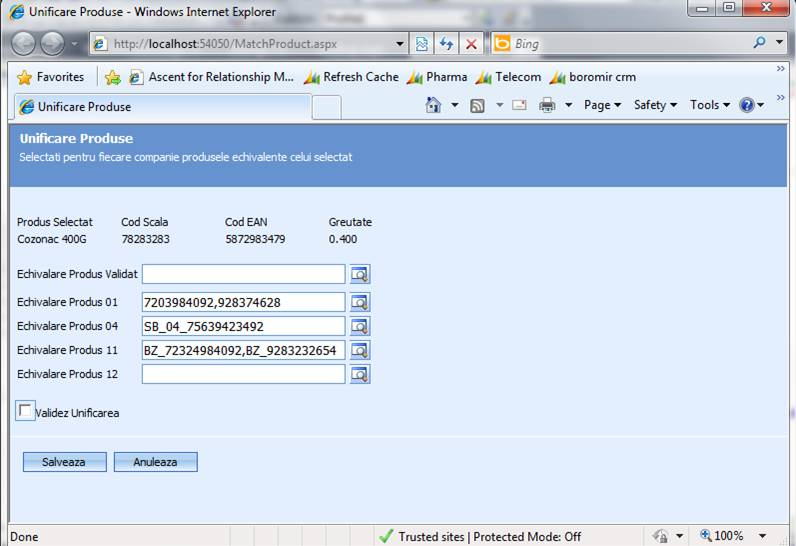 Unificare Produse - Windows Internet Explorer
http://localhost:54050/MatchProduct.aspx
Bing
Favorites Ascent for Relationship M... Refresh Cache Pharma Telecom boromir crm »
Unificare Produse Page Safety Tools »
Unificare Produse
Selectati pentru fiecare companie produsele echivalente celui selectat
Produs Selectat Cod Scala Cod EAN Greutate
Cozonac 400G 78283283 5872983479 0.400
Echivalare Produs Validat
Echivalare Produs 01 7203984092,928374628
Echivalare Produs 04 SB_04_75639423492
Echivalare Produs 11 BZ_72324984092,BZ_9283232654
Echivalare Produs 12
Validez Unificarea
Salveaza Anuleaza
Done Trusted sites | Protected Mode: Off 100%